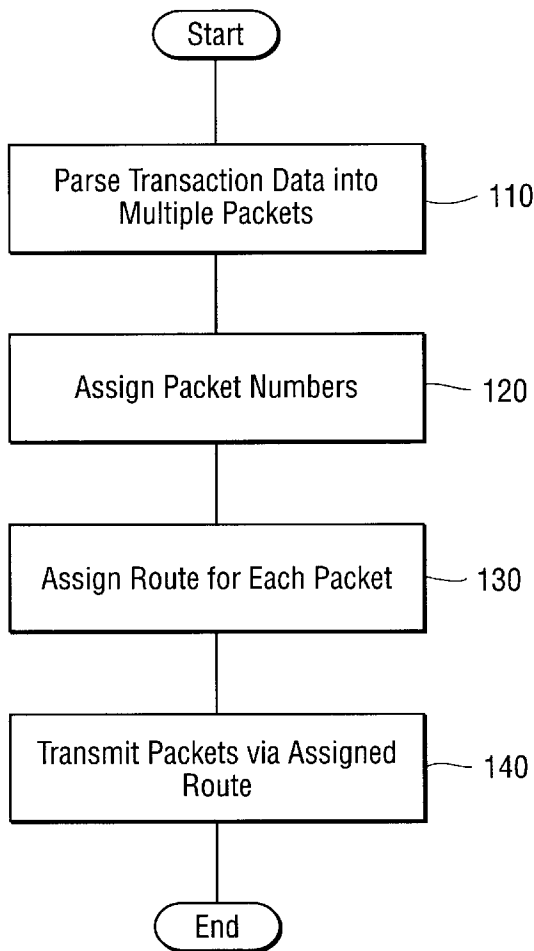 Start
Parse Transaction Data into
Multiple Packets
110
Assign Packet Numbers
120
Assign Route for Each Packet
130
Transmit Packets via Assigned
Route
140
End